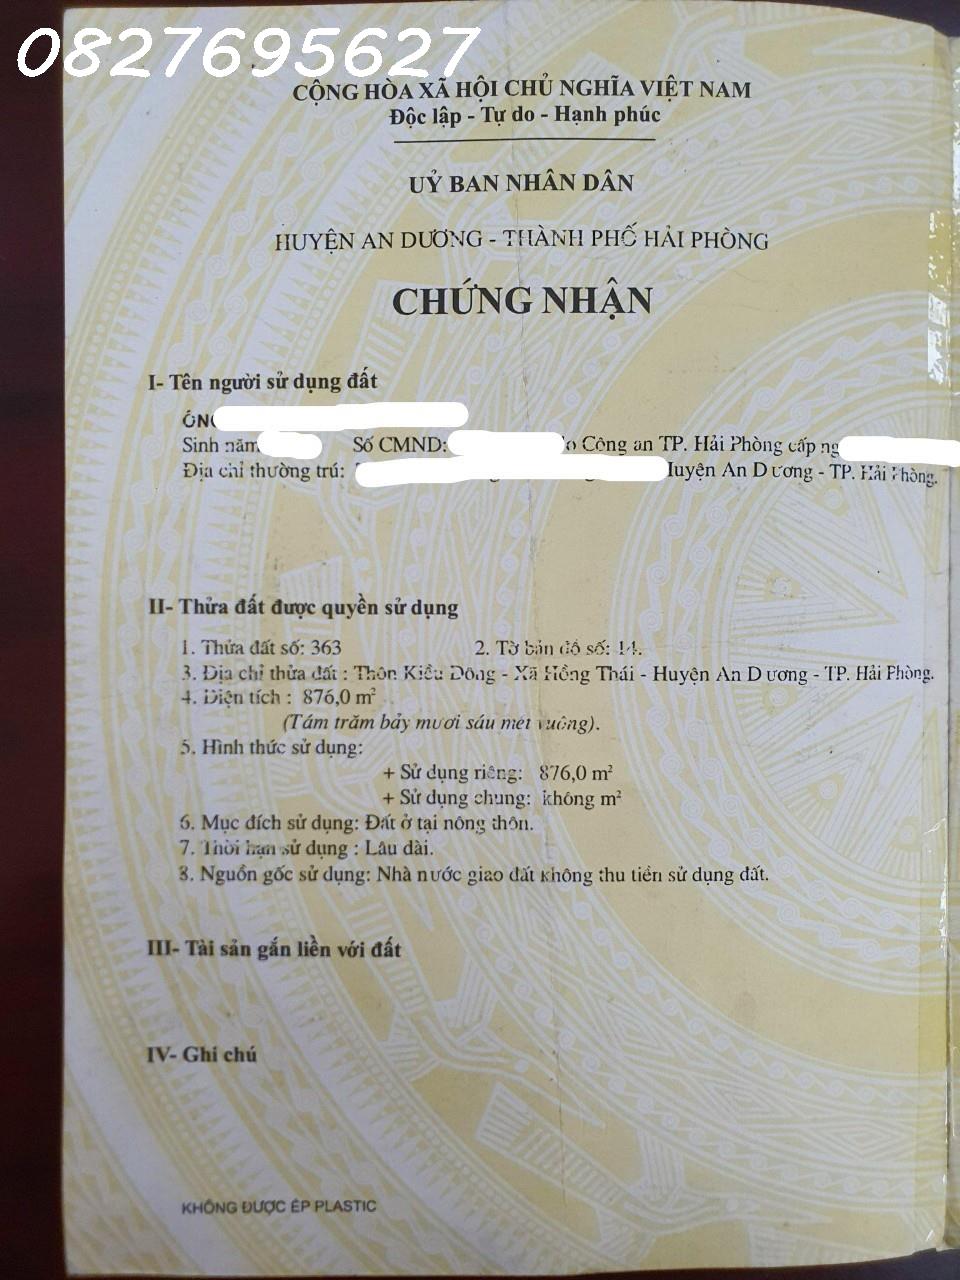 0827695627
CỘNG HÒA XÃ HỘI CHỦ NGHĨA VIỆT NAM
Độc lập - Tự do - Hạnh phúc
UỶ BAN NHÂN DÂN
HUYỆN AN DƯƠNG - THÀNH PHỐ HẢI PHÒNG
CHỨNG NHẬN
I- Tên người sử dụng đất
Sinh năm Số CMND: Công an TP. Hải Phòng cấp
Địa chỉ thường trú: Huyện An Dương - TP. Hải Phòng.
II- Thửa đất được quyền sử dụng
1. Thửa đất số: 363 2. Tờ bản đồ số: 14.
3. Địa chỉ thửa đất : Thôn Kiều Đông - Xã Hồng Thái - Huyện An Dương - TP. Hải Phòng.
4. Diện tích : 876,0 m²
(Tám trăm bảy mươi sáu mét vuông).
5. Hình thức sử dụng:
+ Sử dụng riêng: 876,0 m²
+ Sử dụng chung: không m²
6. Mục đích sử dụng: Đất ở tại nông thôn.
7. Thời hạn sử dụng : Lâu dài.
8. Nguồn gốc sử dụng: Nhà nước giao đất không thu tiền sử dụng đất.
III- Tài sản gắn liền với đất
IV- Ghi chú
KHÔNG ĐƯỢC ÉP PLASTIC